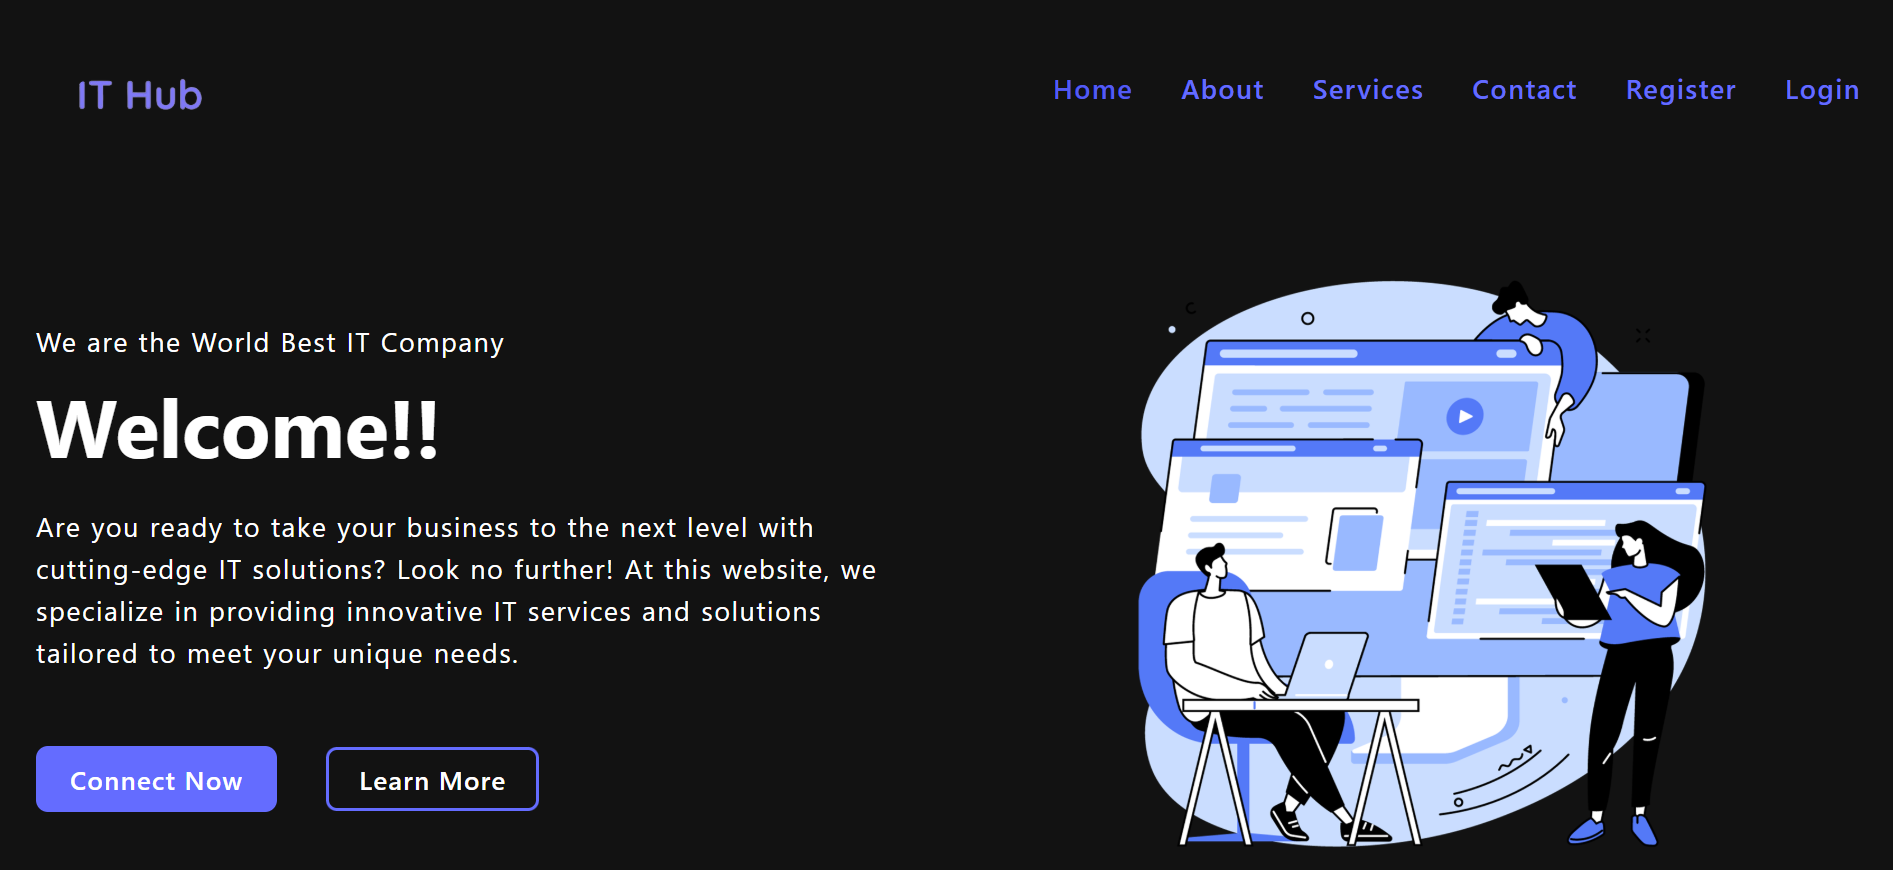 IT Hub
Home About Services Contact Register Login
We are the World Best IT Company
Welcome!!
Are you ready to take your business to the next level with
cutting-edge IT solutions? Look no further! At this website, we
specialize in providing innovative IT services and solutions
tailored to meet your unique needs.
Connect Now Learn More